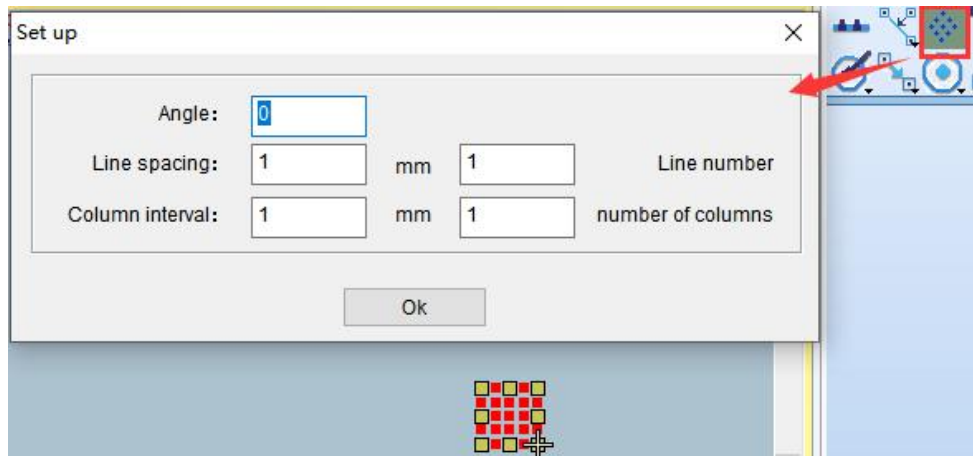 Set up
Angle: 0
Line spacing: 1 mm 1 Line number
Column interval: 1 mm 1 number of columns
Ok